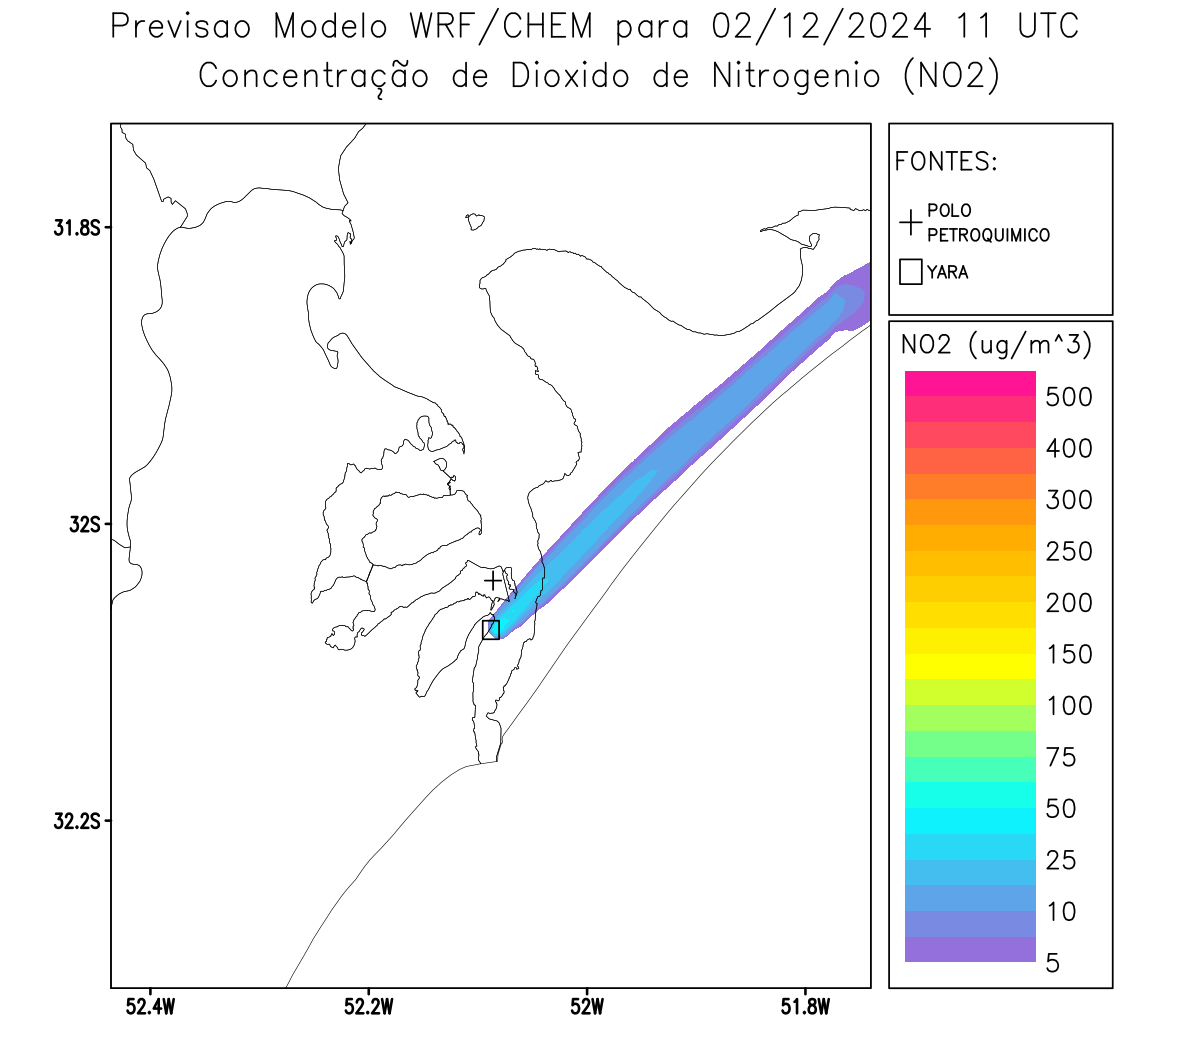 Previsao Modelo WRF/CHEM para 02/12/2024 11 UTC
Concentração de Dioxido de Nitrogenio (NO2)
FONTES:
POLO
PETROQUIMICO
YARA
NO2 (ug/m^3)
500
400
300
250
200
150
100
75
50
25
10
5
31.8S
32S
32.2S
52.4W
52.2W
52W
51.8W